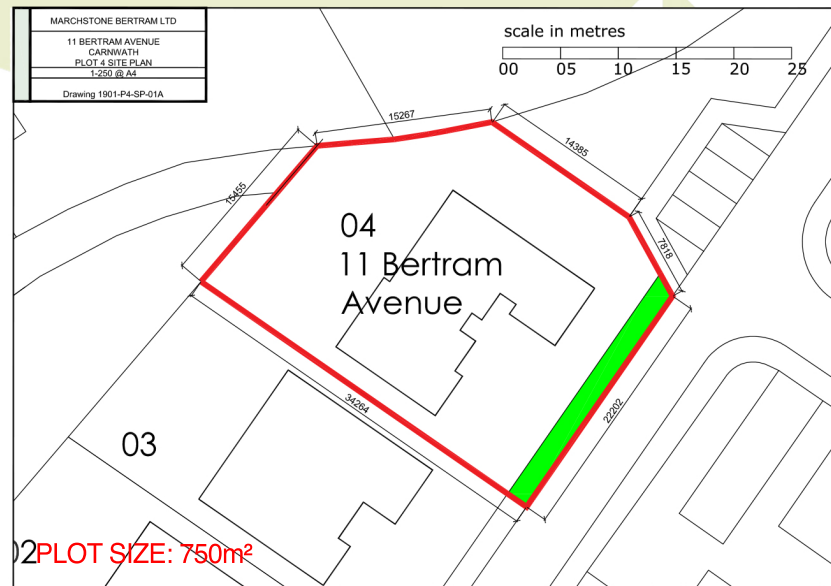 MARCHSTONE BERTRAM LTD
11 BERTRAM AVENUE
CARNWATH
PLOT 4 SITE PLAN
1-250 @ A4
Drawing 1901-P4-SP-01A
scale in metres
00 05 10 15 20 25
15267
14385
15455
7818
04
11 Bertram
Avenue
34264
22202
03
02
PLOT SIZE: 750m²